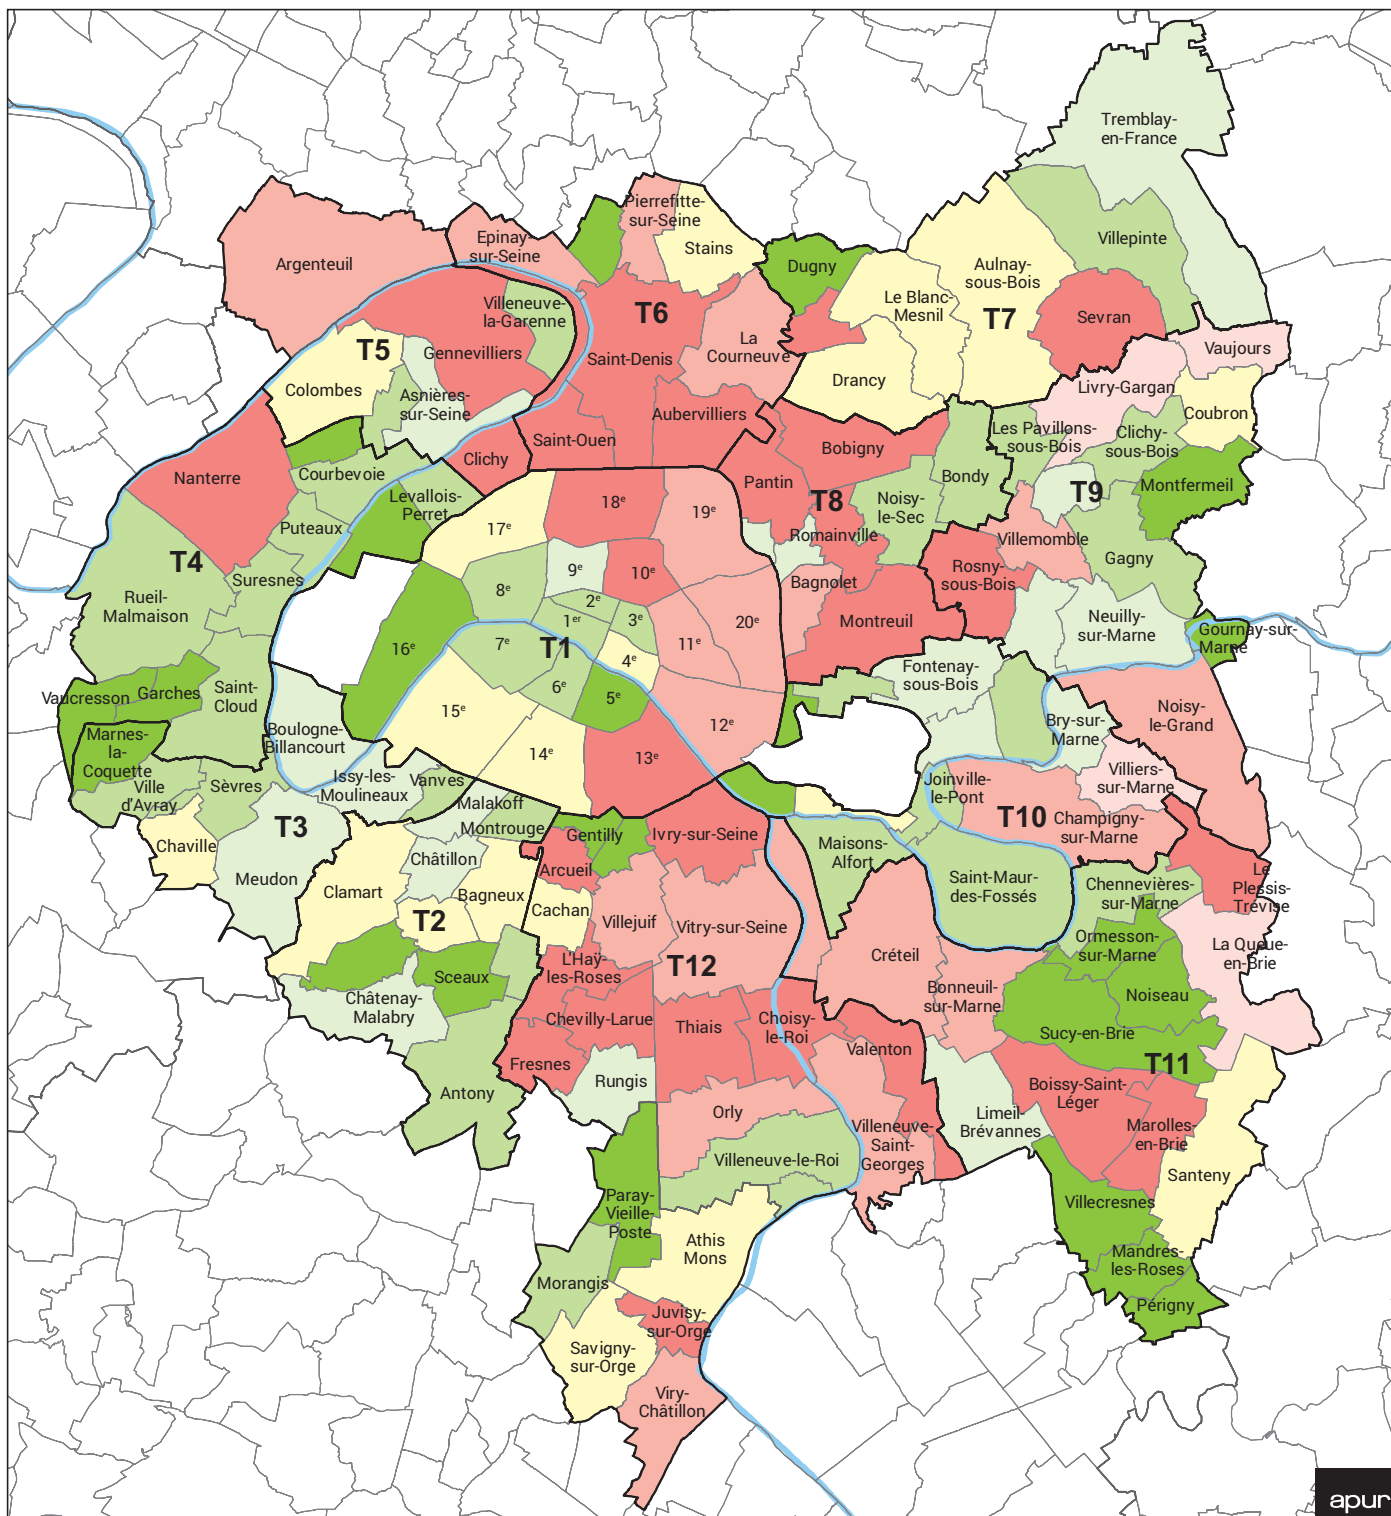 Tremblay-
en-France
Pierrefitte-
sur-Seine
Stains
Epinay-
sur-Seine
Argenteuil
Villepinte
Dugny
Aulnay-
sous-Bois
Villeneuve-
la-Garenne
Le Blanc-
Mesnil
T6
T7
Sevran
La
Courneuve
Vaujours
T5
Gennevilliers
Saint-Denis
Drancy
Livry-Gargan
Colombes
Asnières-
sur-Seine
Aubervilliers
Coubron
Les Pavillons-
sous-Bois
Clichy-
sous-Bois
Saint-Ouen
Bobigny
Clichy
Nanterre
Courbevoie
Bondy
Montfermeil
Pantin
T8
T9
Levallois-
Perret
18e
19e
Noisy-
le-Sec
17e
Puteaux
Romainville
Villemomble
Gagny
T4
9e
10e
Suresnes
Rueil-
Malmaison
8e
Bagnolet
Rosny-
sous-Bois
2e
1er
3e
20e
Montreuil
Neuilly-
sur-Marne
Gournay-sur-
Marne
16e
7e
T1
11e
4e
Fontenay-
sous-Bois
Vaucresson
Garches
Saint-
Cloud
6e
5e
15e
12e
Noisy-
le-Grand
Boulogne-
Billancourt
Bry-sur-
Marne
Marnes-
la-
Coquette
14e
13e
Ville
d'Avray
Sèvres
Issy-les-
Moulineaux
Vanves
Joinville-
le-Pont
Villiers-
sur-Marne
Malakoff
T10
Champigny-
sur-Marne
T3
Montrouge
Gentilly
Ivry-sur-Seine
Chaville
Châtillon
Maisons-
Alfort
Meudon
Arcueil
Saint-Maur-
des-Fossés
Le
Plessis-
Trévise
Clamart
Bagneux
Chennevières-
sur-Marne
Cachan
T2
Villejuif
Vitry-sur-Seine
Ormesson-
sur-Marne
La Queue-
en-Brie
Créteil
L'Haÿ-
les-Roses
T12
Sceaux
Bonneuil-
sur-Marne
Noiseau
Châtenay-
Malabry
Chevilly-Larue
Thiais
Choisy-
le-Roi
Sucy-en-Brie
Valenton
Fresnes
T11
Rungis
Antony
Boissy-Saint-
Léger
Orly
Limeil-
Brévannes
Marolles-
en-Brie
Villeneuve-
Saint-
Georges
Villeneuve-le-Roi
Santeny
Paray-
Vieille-
Poste
Villecresnes
Athis
Mons
Mandres-
les-Roses
Morangis
Périgny
Juvisy-
sur-Orge
Savigny-
sur-Orge
Viry-
Châtillon
apur